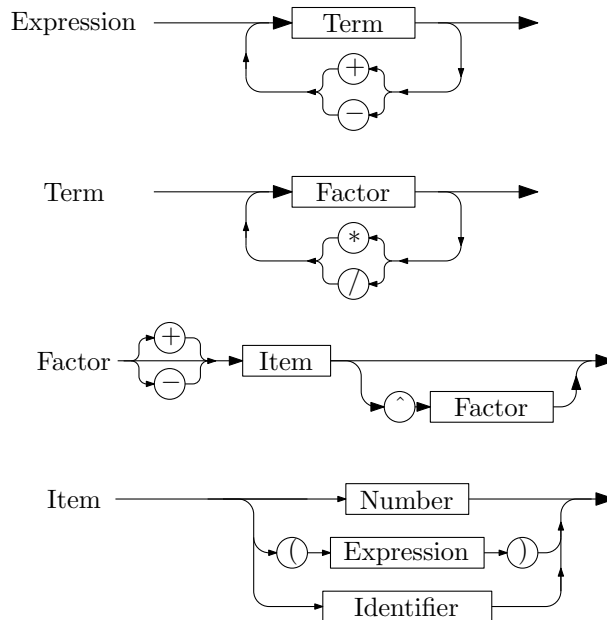 Expression Term
+
−
Term Factor
*
/
+
Factor Item
−
^ Factor
Item Number
( Expression )
Identifier